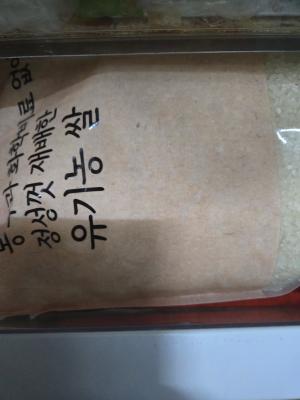 화학비료 없이
정성껏 재배한
유기농 쌀